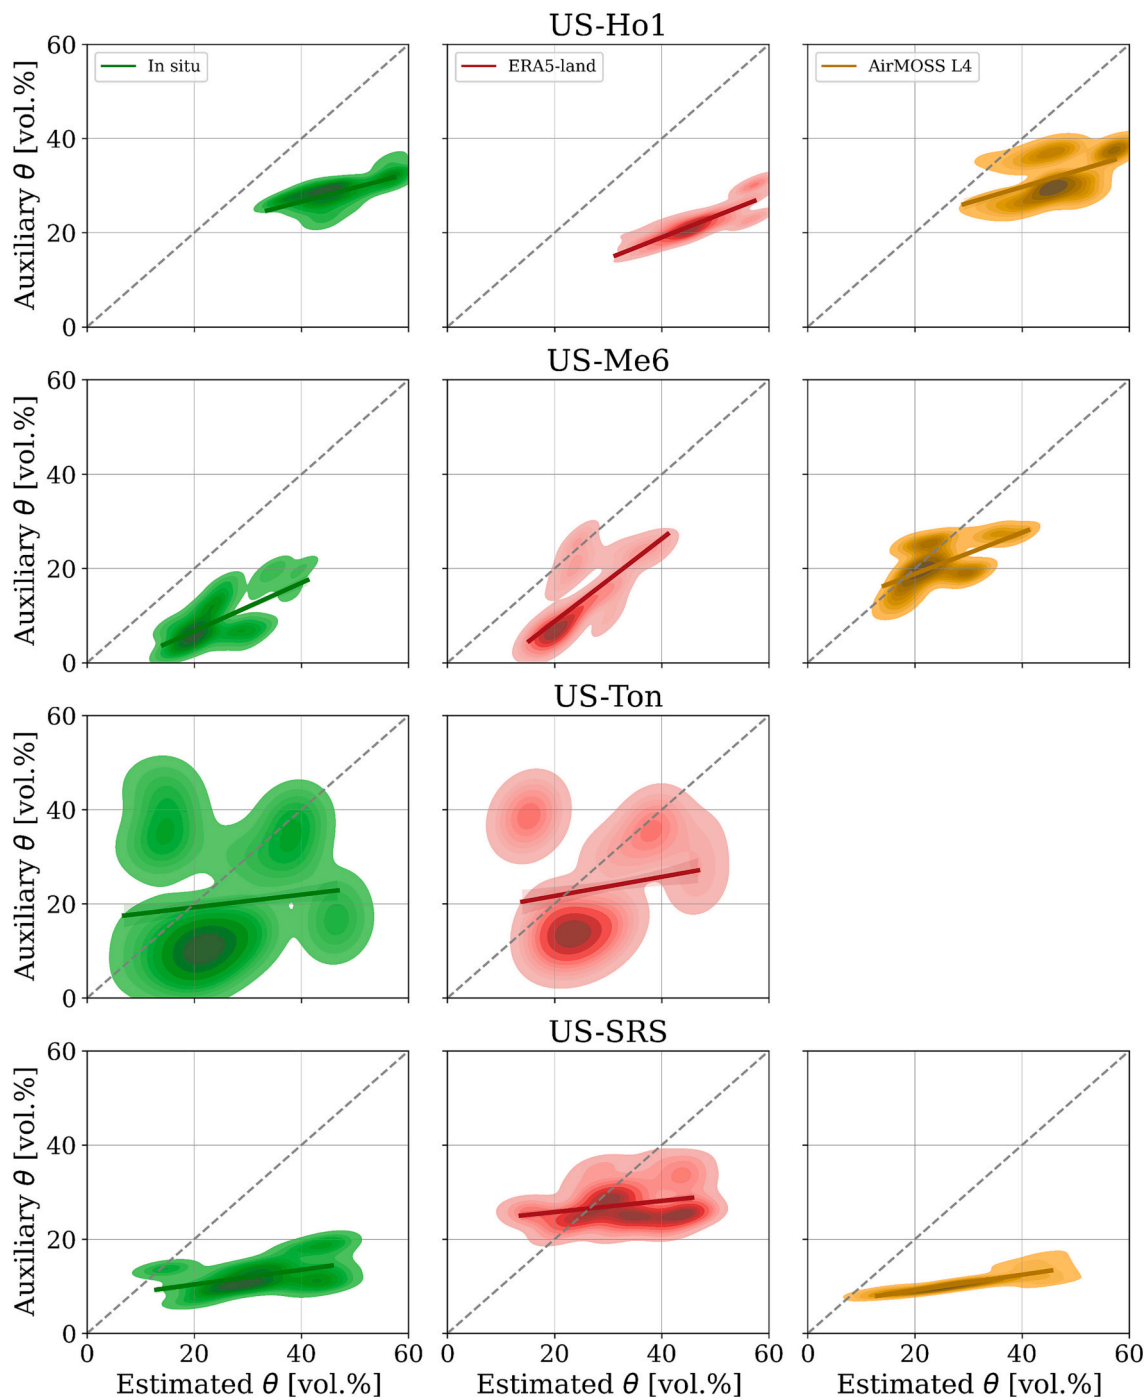 US-Ho1
60
40
20
0
Auxiliary θ [vol.%]
In situ
ERA5-land
AirMOSS L4
US-Me6
60
40
20
0
Auxiliary θ [vol.%]
US-Ton
60
40
20
0
Auxiliary θ [vol.%]
US-SRS
60
40
20
0
Auxiliary θ [vol.%]
0 20 40 60 0 20 40 60 0 20 40 60
Estimated θ [vol.%] Estimated θ [vol.%] Estimated θ [vol.%]